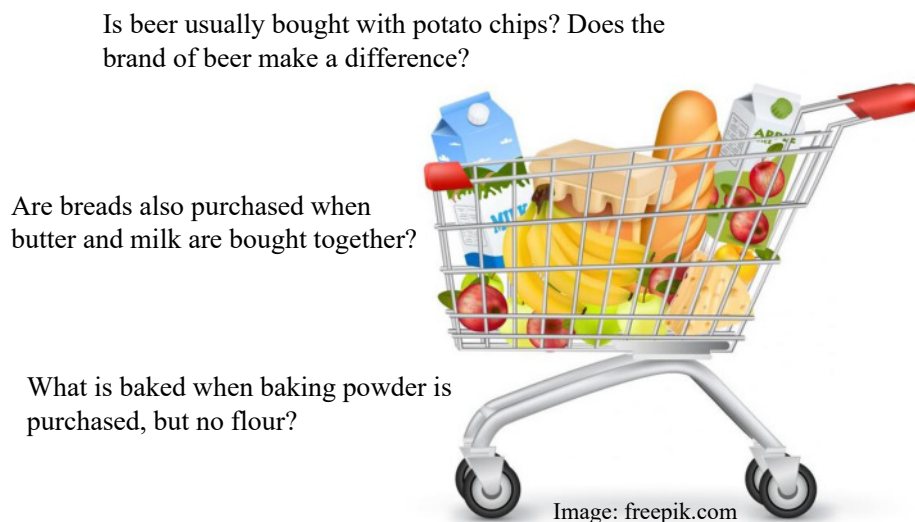 Is beer usually bought with potato chips? Does the
brand of beer make a difference?
Are breads also purchased when
butter and milk are bought together?
MILK
What is baked when baking powder is
purchased, but no flour?
Image: freepik.com